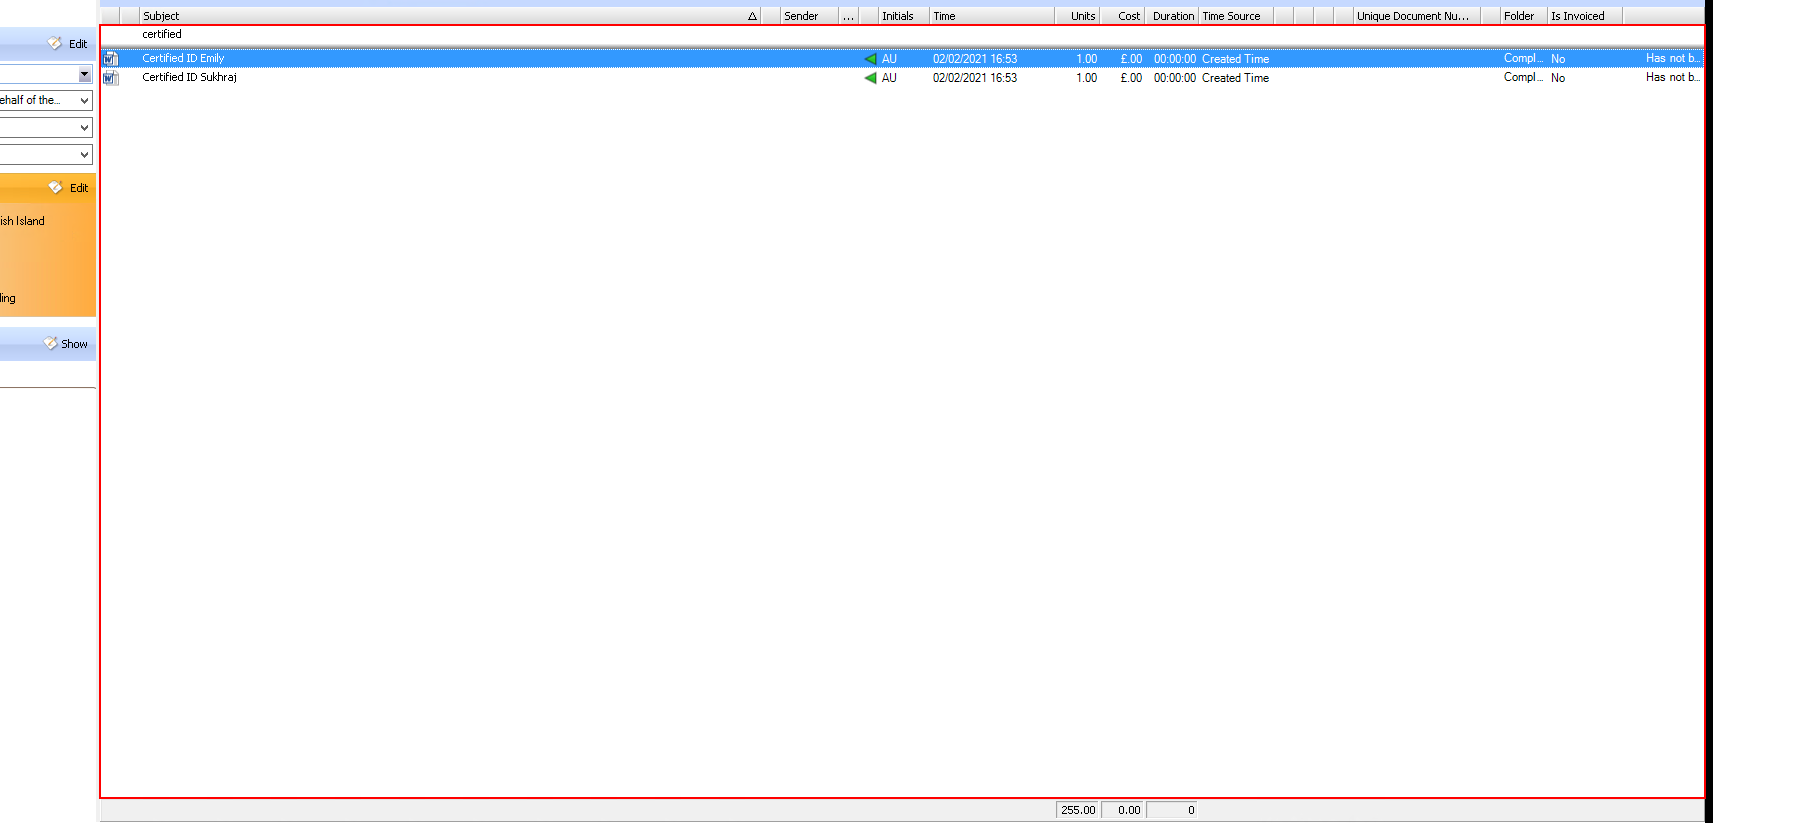 Subject Sender ... Initials Time Units Cost Duration Time Source Unique Document Nu... Folder Is Invoiced
certified
Edit
Certified ID Emily AU 02/02/2021 16:53 1.00 £.00 00:00:00 Created Time Compl... No Has not b...
Certified ID Sukhraj AU 02/02/2021 16:53 1.00 £.00 00:00:00 Created Time Compl... No Has not b...
ehalf of the...
Edit
ish Island
ling
Show
255.00 0.00 0